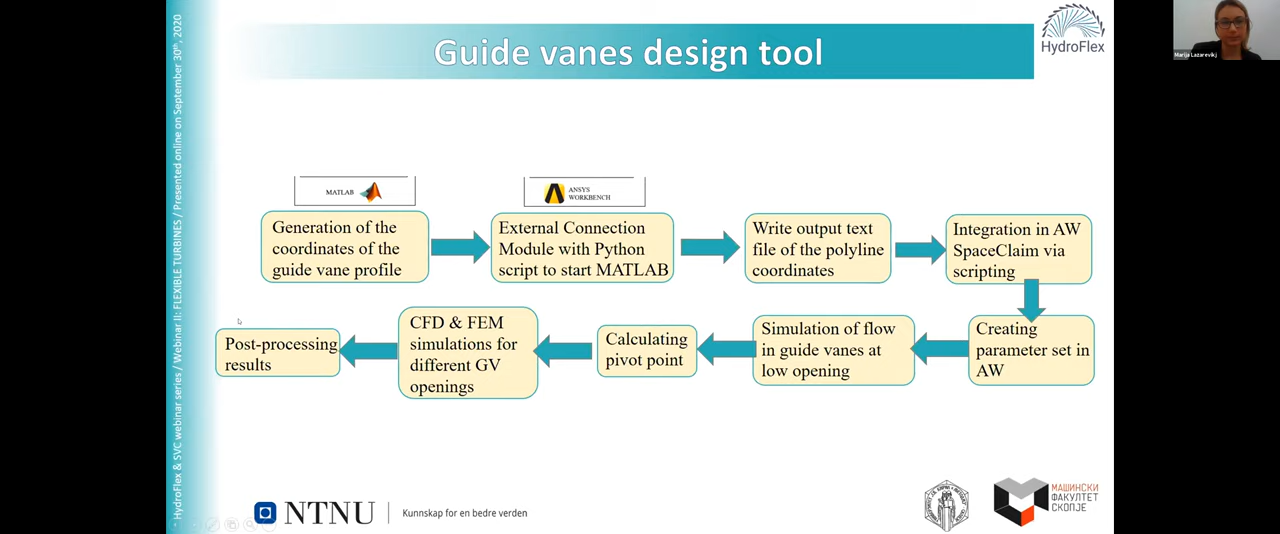 Guide vanes design tool
HydroFlex
Marija Lazarevikj
HydroFlex & SVC webinar series / Webinar II: FLEXIBLE TURBINES / Presented online on September 30th, 2020
MATLAB
ANSYS
WORKBENCH
Generation of the
coordinates of the
guide vane profile
External Connection
Module with Python
script to start MATLAB
Write output text
file of the polyline
coordinates
Integration in AW
SpaceClaim via
scripting
Creating
parameter set in
AW
Simulation of flow
in guide vanes at
low opening
Calculating
pivot point
CFD & FEM
simulations for
different GV
openings
Post-processing
results
NTNU
Kunnskap for en bedre verden
МАШИНСКИ
ФАКУЛТЕТ
СКОПЈЕ